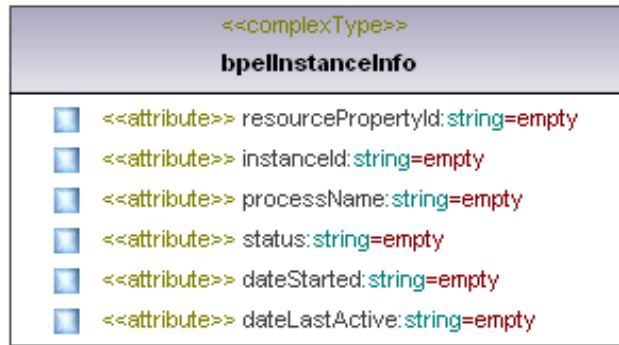 <<complexType>>
bpelInstanceInfo
<<attribute>> resourcePropertyId:string=empty
<<attribute>> instanceId:string=empty
<<attribute>> processName:string=empty
<<attribute>> status:string=empty
<<attribute>> dateStarted:string=empty
<<attribute>> dateLastActive:string=empty